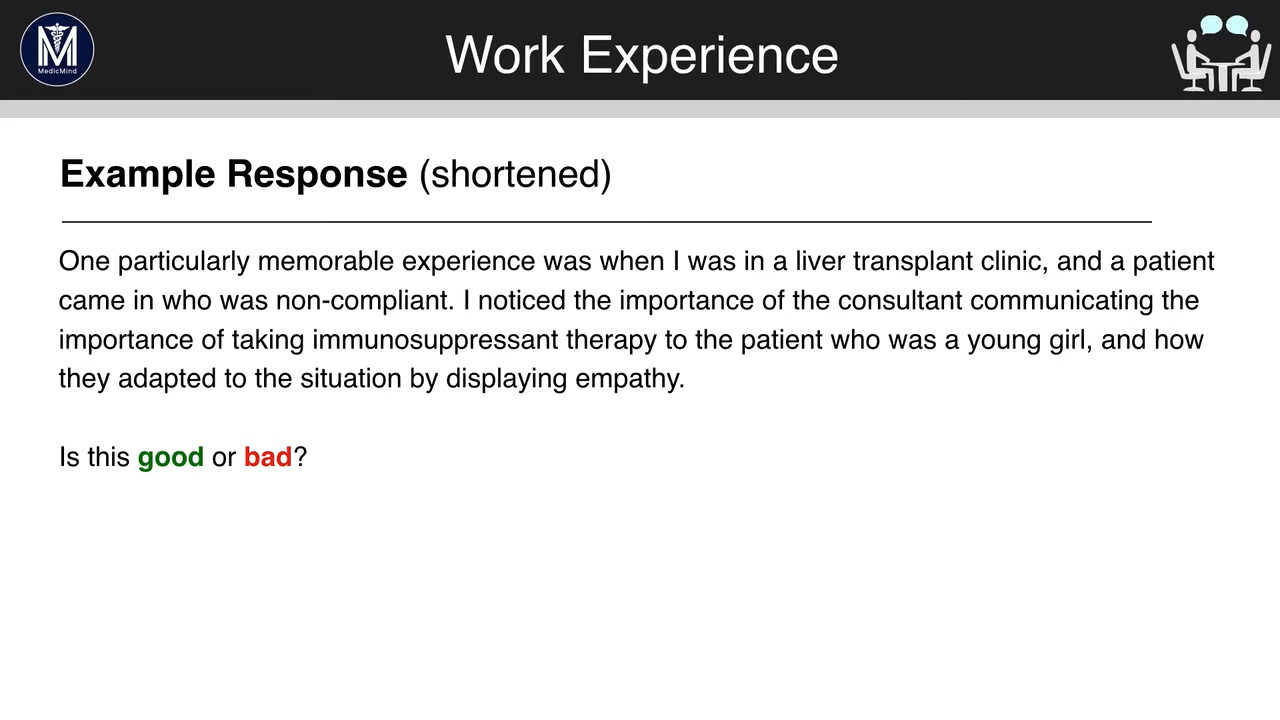 MedicMind
Work Experience
Example Response (shortened)
One particularly memorable experience was when I was in a liver transplant clinic, and a patient
came in who was non-compliant. I noticed the importance of the consultant communicating the
importance of taking immunosuppressant therapy to the patient who was a young girl, and how
they adapted to the situation by displaying empathy.
Is this good or bad?